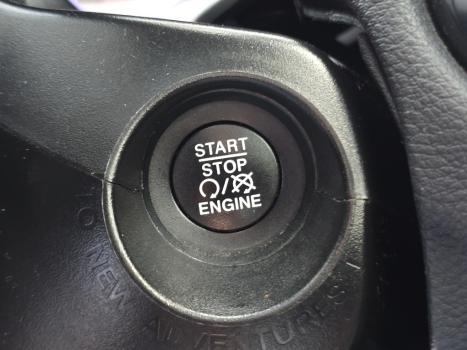 START
STOP
ENGINE
TO NEW ADVENTURES!